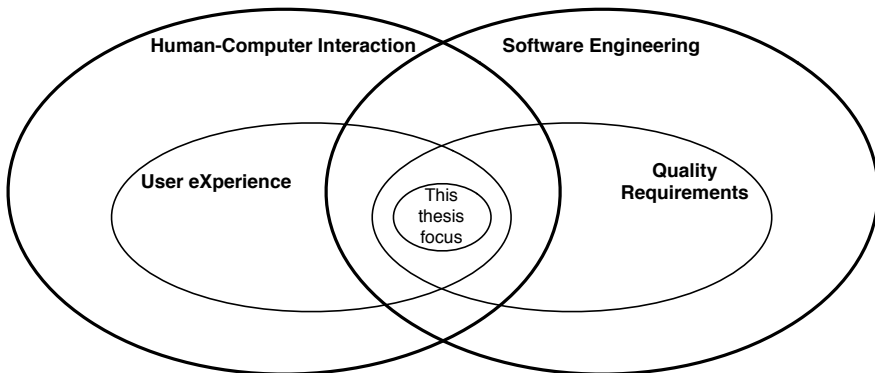 Human-Computer Interaction
Software Engineering
User eXperience
Quality
Requirements
This
thesis
focus